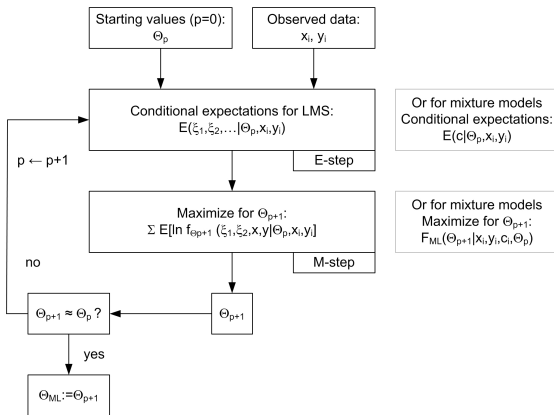 Starting values (p=0):
Θp
Observed data:
xi, yi
Conditional expectations for LMS:
E(ξ1,ξ2,…|Θp,xi,yi)
E-step
Or for mixture models
Conditional expectations:
E(c|Θp,xi,yi)
p ← p+1
Maximize for Θp+1:
Σ E[ln fΘp+1 (ξ1,ξ2,x,y|Θp,xi,yi]
M-step
Or for mixture models
Maximize for Θp+1:
FML(Θp+1|xi,yi,ci,Θp)
no
Θp+1 ≈ Θp ?
Θp+1
yes
ΘML:=Θp+1